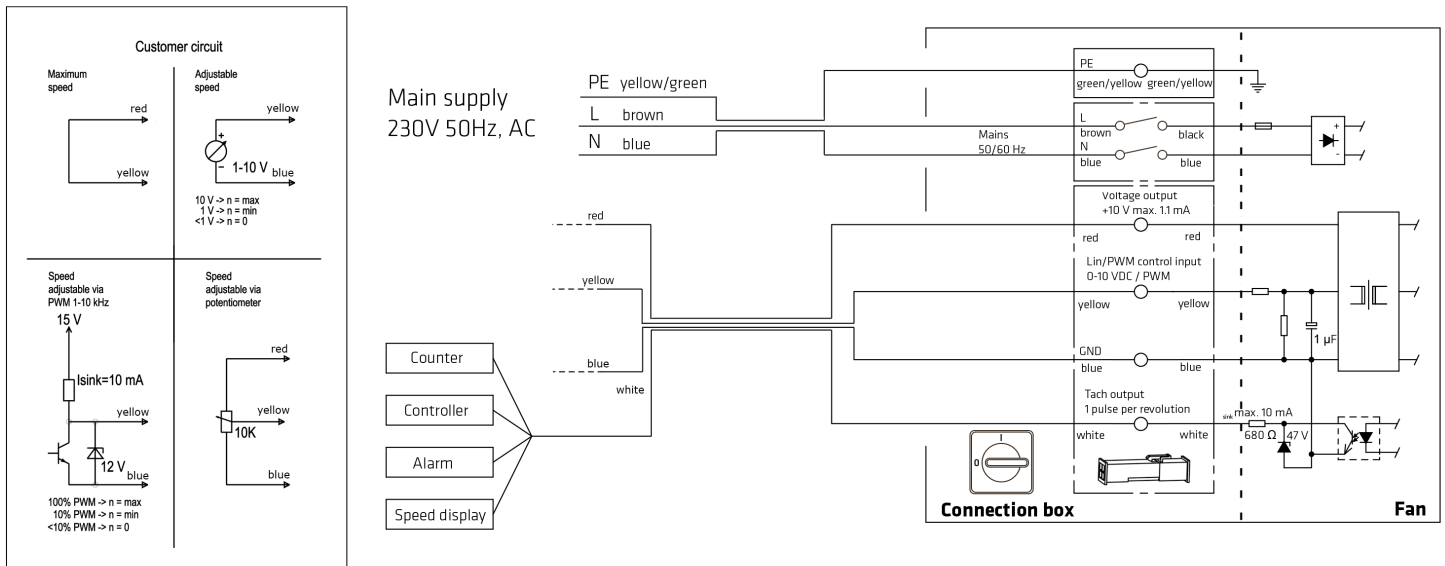 Customer circuit
Maximum
speed
red
yellow
Adjustable
speed
yellow
+
−
1-10 V
blue
10 V -> n = max
1 V -> n = min
<1 V -> n = 0
Speed
adjustable via
PWM 1-10 kHz
15 V
Isink=10 mA
yellow
12 V
blue
100% PWM -> n = max
10% PWM -> n = min
<10% PWM -> n = 0
Speed
adjustable via
potentiometer
red
yellow
10K
blue
Main supply
230V 50Hz, AC
PE yellow/green
L brown
N blue
red
yellow
blue
white
Counter
Controller
Alarm
Speed display
Mains
50/60 Hz
PE
green/yellow green/yellow
L
brown black
N
blue blue
+
-
Voltage output
+10 V max. 1.1 mA
red red
Lin/PWM control input
0-10 VDC / PWM
yellow yellow
1 µF
GND
blue blue
Tach output
1 pulse per revolution
white white
sink max. 10 mA
680 Ω 47 V
I
0
Connection box
Fan